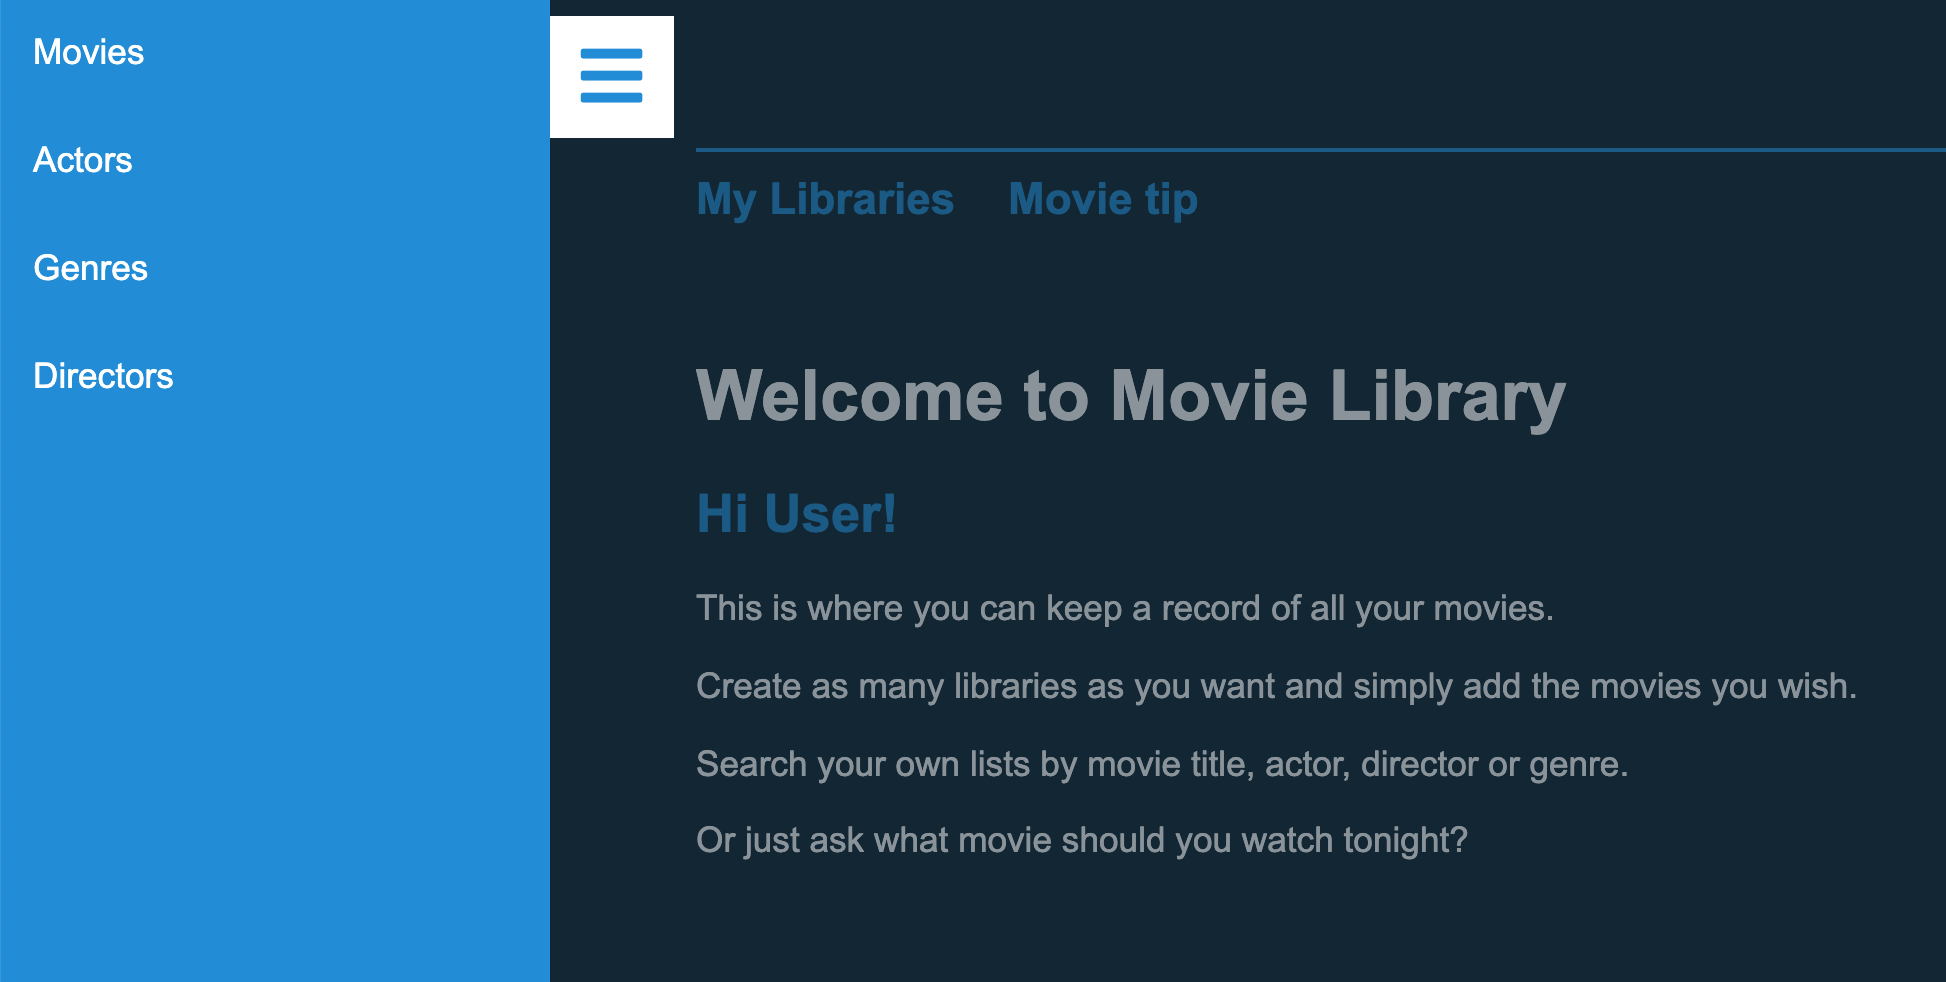 Movies
Actors
Genres
Directors
My Libraries Movie tip
Welcome to Movie Library
Hi User!
This is where you can keep a record of all your movies.
Create as many libraries as you want and simply add the movies you wish.
Search your own lists by movie title, actor, director or genre.
Or just ask what movie should you watch tonight?